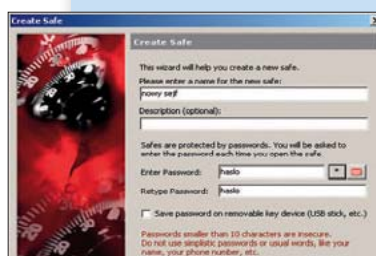 Create Safe
Create Safe
This wizard will help you create a new safe.
Please enter a name for the new safe:
nowy sejf
Description (optional):
Safes are protected by passwords. You will be asked to
enter the password each time you open the safe.
Enter Password:
hasło
Retype Password:
hasło
Save password on removable key device (USB stick, etc.)
Passwords smaller than 10 characters are insecure.
Do not use simplistic passwords or usual words, like your
name, your phone number, etc.